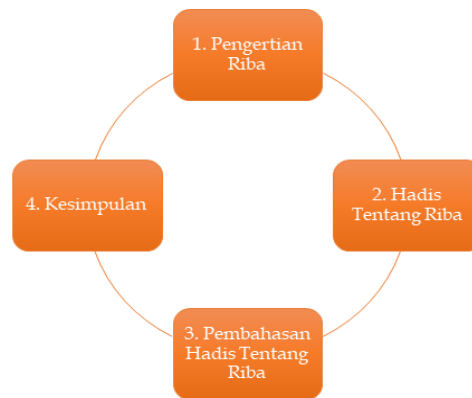 1. Pengertian
Riba
2. Hadis
Tentang Riba
3. Pembahasan
Hadis Tentang
Riba
4. Kesimpulan